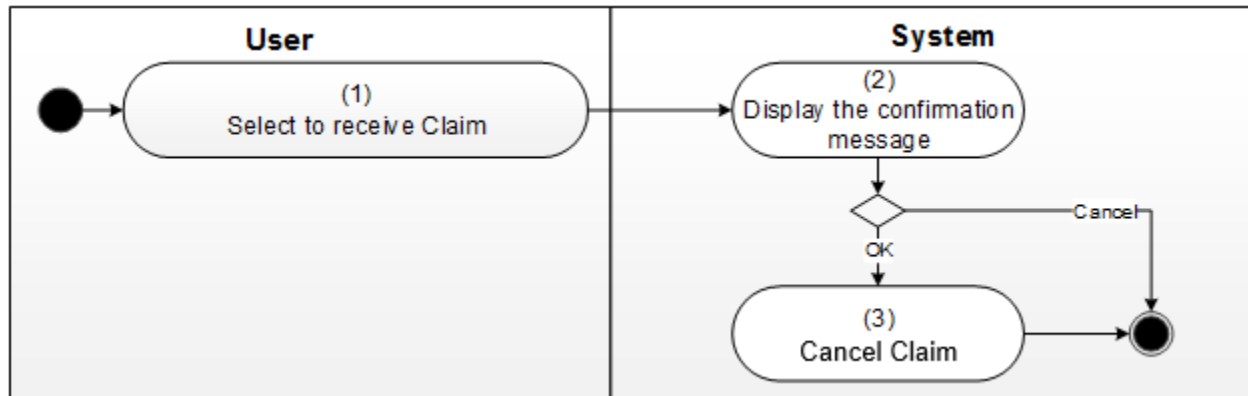 User
System
(1)
Select to receive Claim
(2)
Display the confirmation
message
Cancel
OK
(3)
Cancel Claim